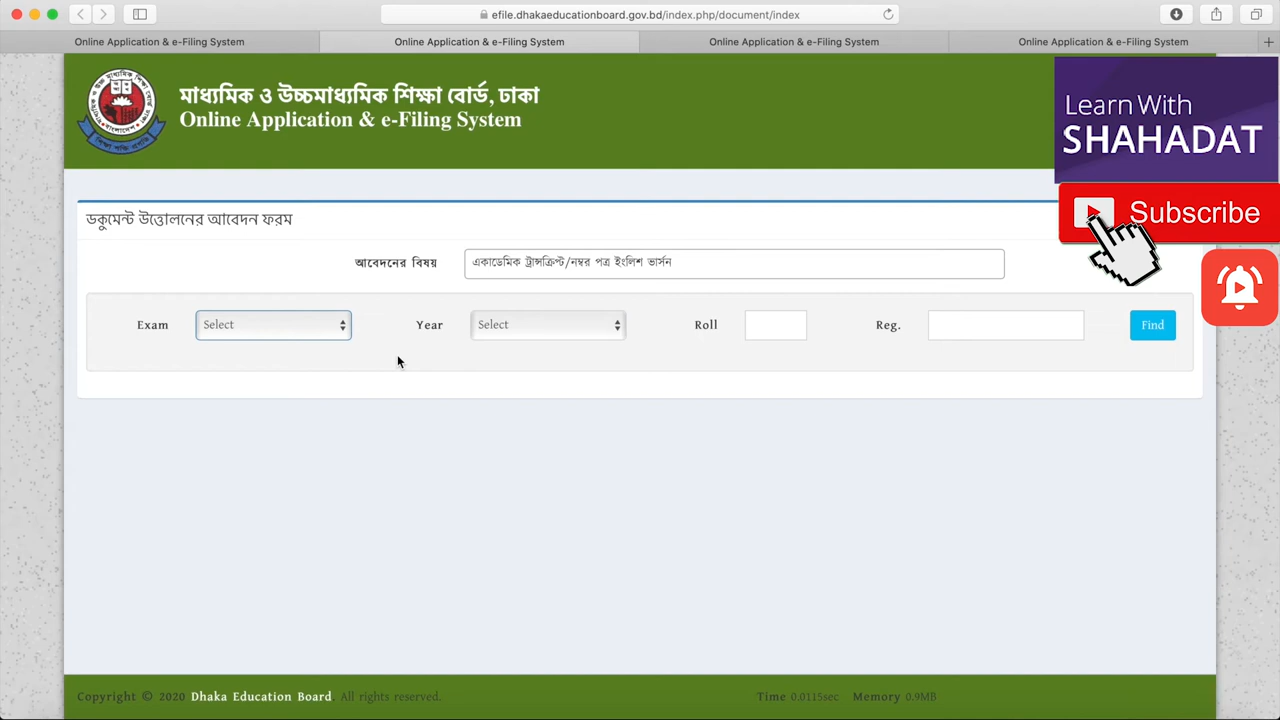 efile.dhakaeducationboard.gov.bd/index.php/document/index
Online Application & e-Filing System
Online Application & e-Filing System
Online Application & e-Filing System
Online Application & e-Filing System
মাধ্যমিক ও উচ্চমাধ্যমিক শিক্ষা বোর্ড, ঢাকা
Online Application & e-Filing System
Learn With
SHAHADAT
Subscribe
ডকুমেন্ট উত্তোলনের আবেদন ফরম
আবেদনের বিষয়
একাডেমিক ট্রান্সক্রিপ্ট/নম্বর পত্র ইংলিশ ভার্সন
Exam Select Year Select Roll Reg. Find
Copyright © 2020 Dhaka Education Board All rights reserved. Time 0.0115sec Memory 0.9MB